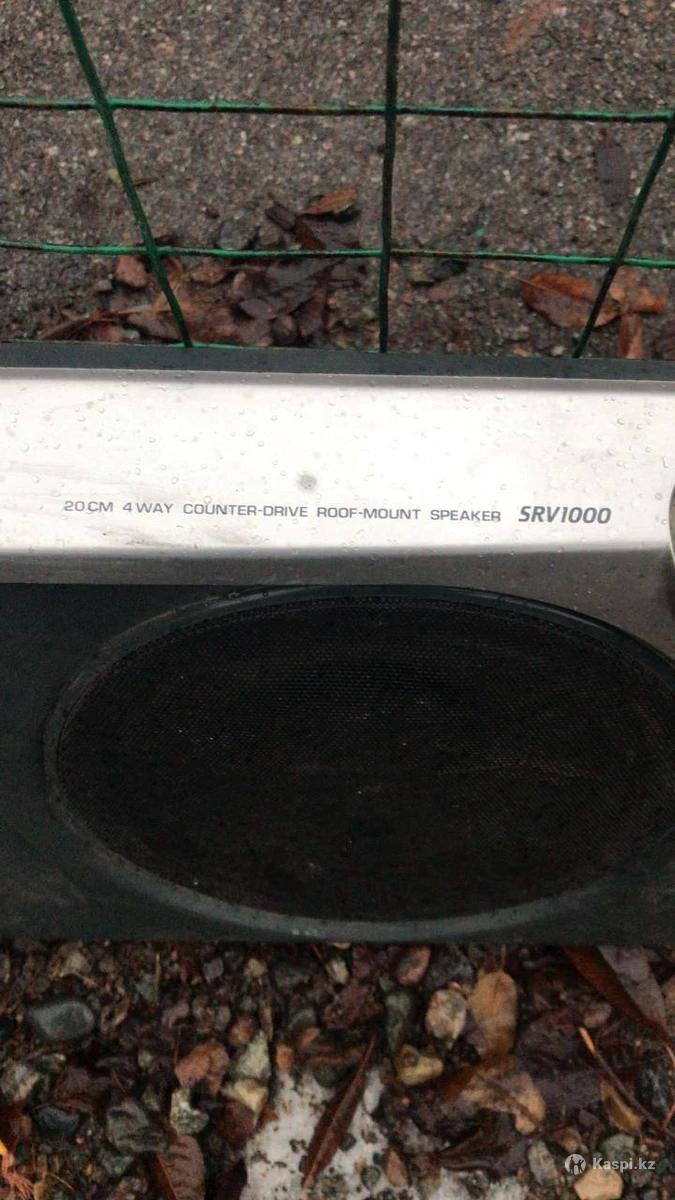 20CM 4WAY COUNTER-DRIVE ROOF-MOUNT SPEAKER SRV1000
Kaspi.kz